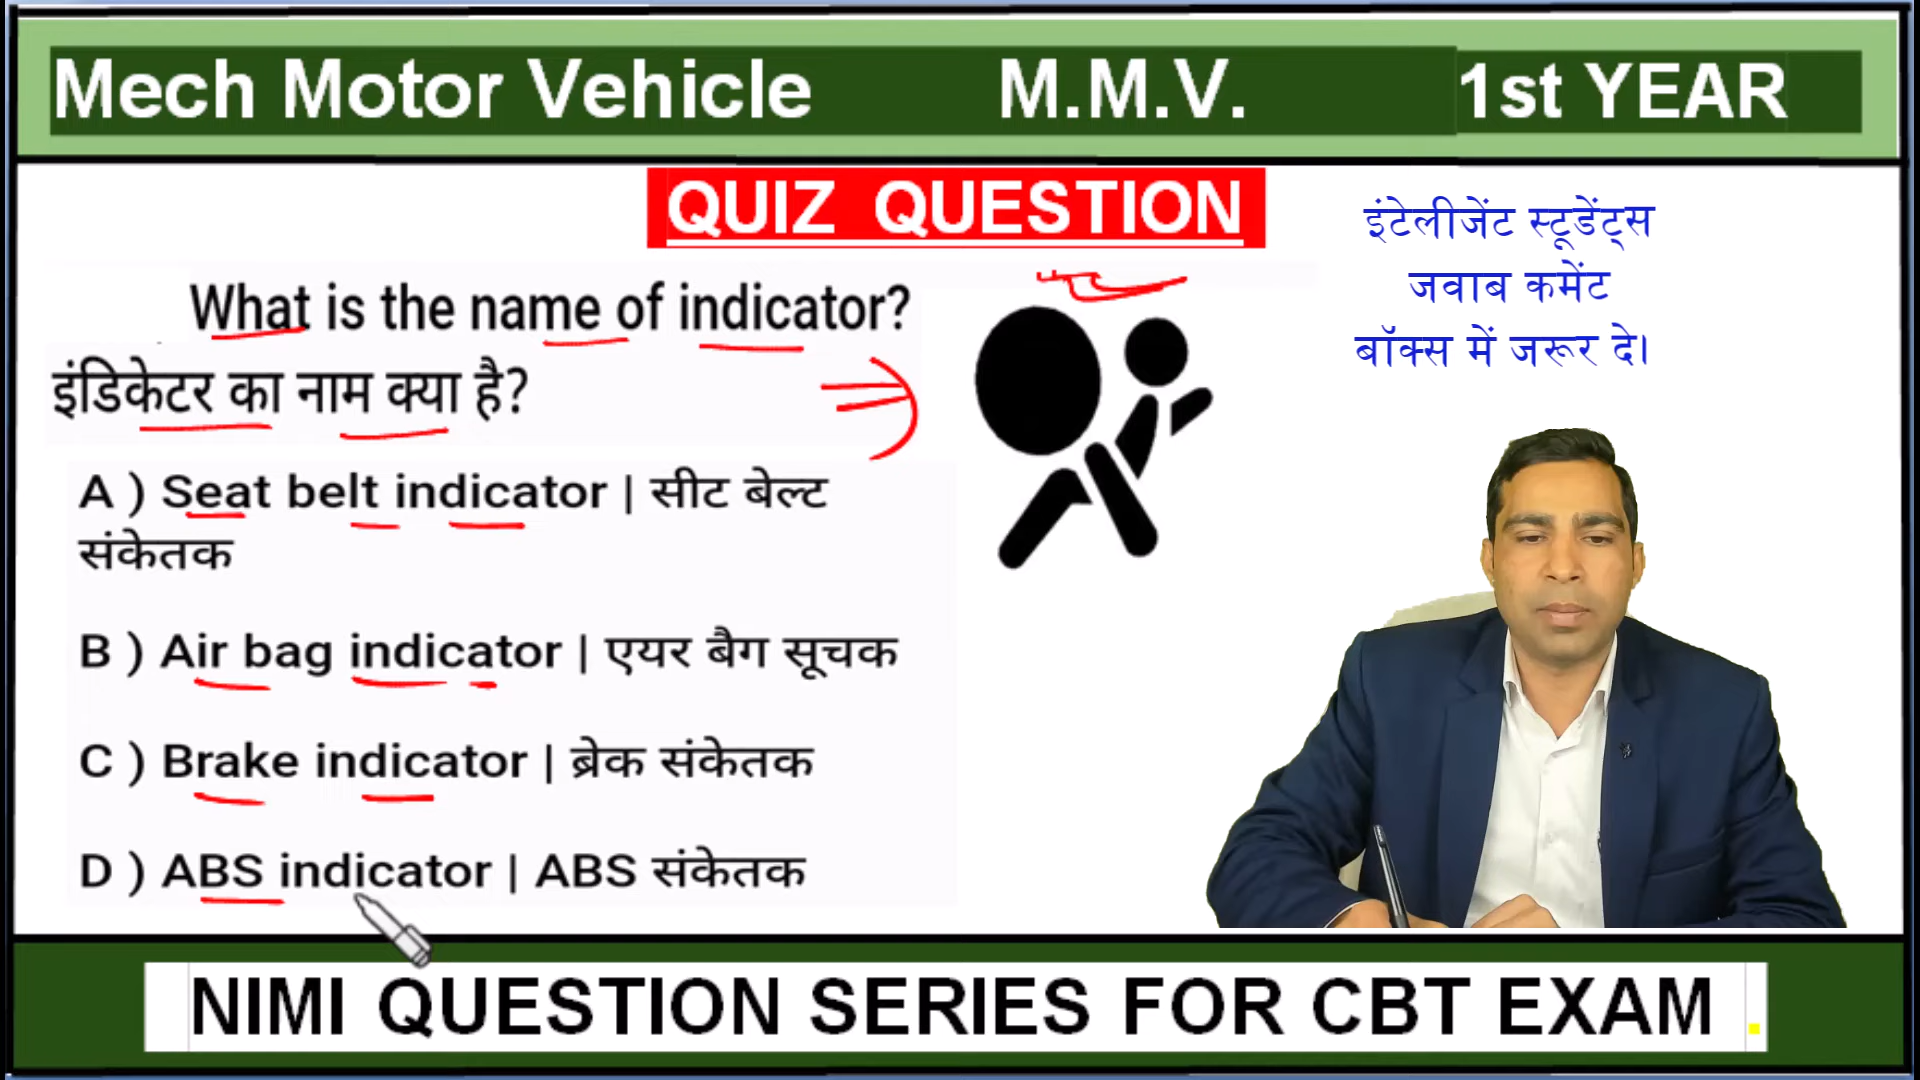 Mech Motor Vehicle M.M.V. 1st YEAR
QUIZ QUESTION
इंटेलीजेंट स्टूडेंट्स
जवाब कमेंट
बॉक्स में जरूर दे।
What is the name of indicator?
इंडिकेटर का नाम क्या है?
A ) Seat belt indicator | सीट बेल्ट
संकेतक
B ) Air bag indicator | एयर बैग सूचक
C ) Brake indicator | ब्रेक संकेतक
D ) ABS indicator | ABS संकेतक
NIMI QUESTION SERIES FOR CBT EXAM .